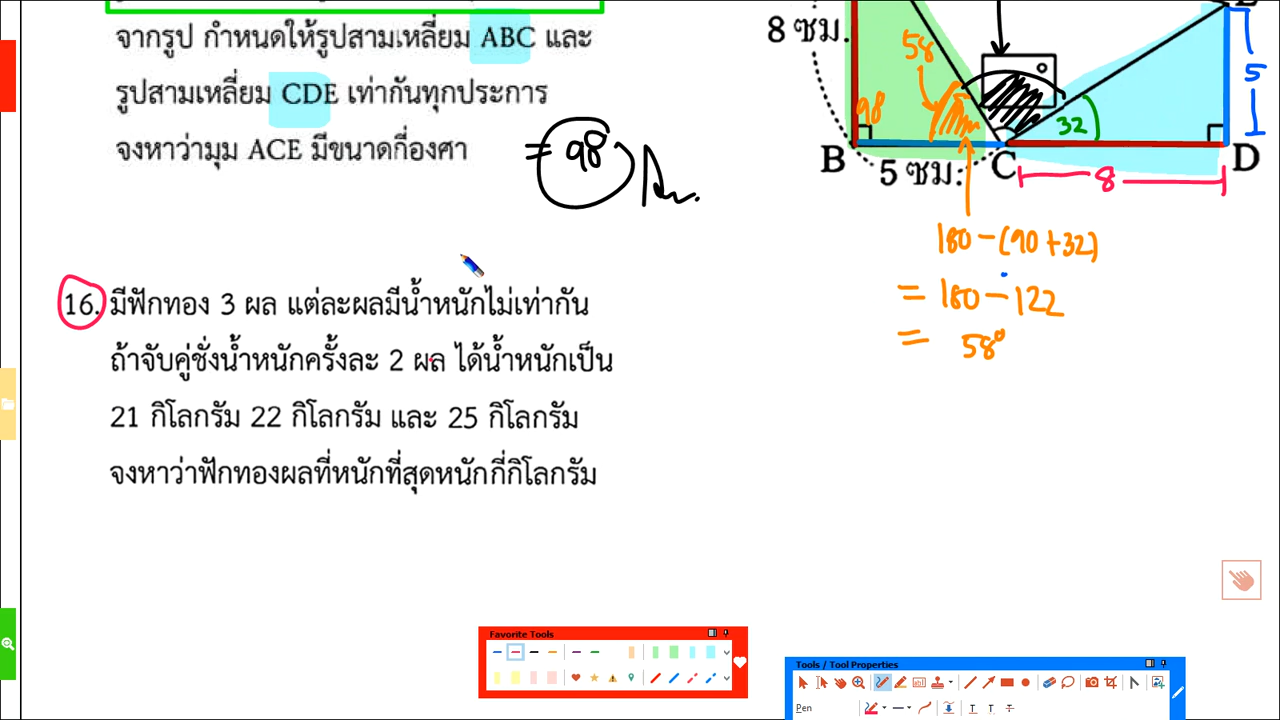 จากรูป กำหนดให้รูปสามเหลี่ยม ABC และ
รูปสามเหลี่ยม CDE เท่ากันทุกประการ
จงหาว่ามุม ACE มีขนาดกี่องศา
= 98
8 ซม.
58
98
32
5
B
5 ซม.
C
8
D
180 - (90 + 32)
= 180 - 122
= 58°
16. มีฟักทอง 3 ผล แต่ละผลมีน้ำหนักไม่เท่ากัน
ถ้าจับคู่ชั่งน้ำหนักครั้งละ 2 ผล ได้น้ำหนักเป็น
21 กิโลกรัม 22 กิโลกรัม และ 25 กิโลกรัม
จงหาว่าฟักทองผลที่หนักที่สุดหนักกี่กิโลกรัม
Favorite Tools
Tools / Tool Properties
Pen